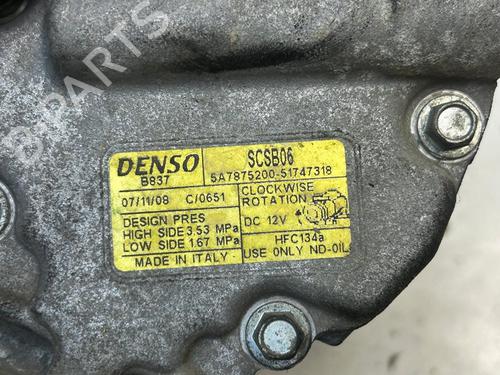 B-PARTS
DENSO
B837
SCSB06
5A7875200-51747318
07/11/08 C/0651
CLOCKWISE
ROTATION
DESIGN PRES
HIGH SIDE 3.53 MPa
LOW SIDE 1.67 MPa
DC 12V
HFC134a
MADE IN ITALY
USE ONLY ND-OIL